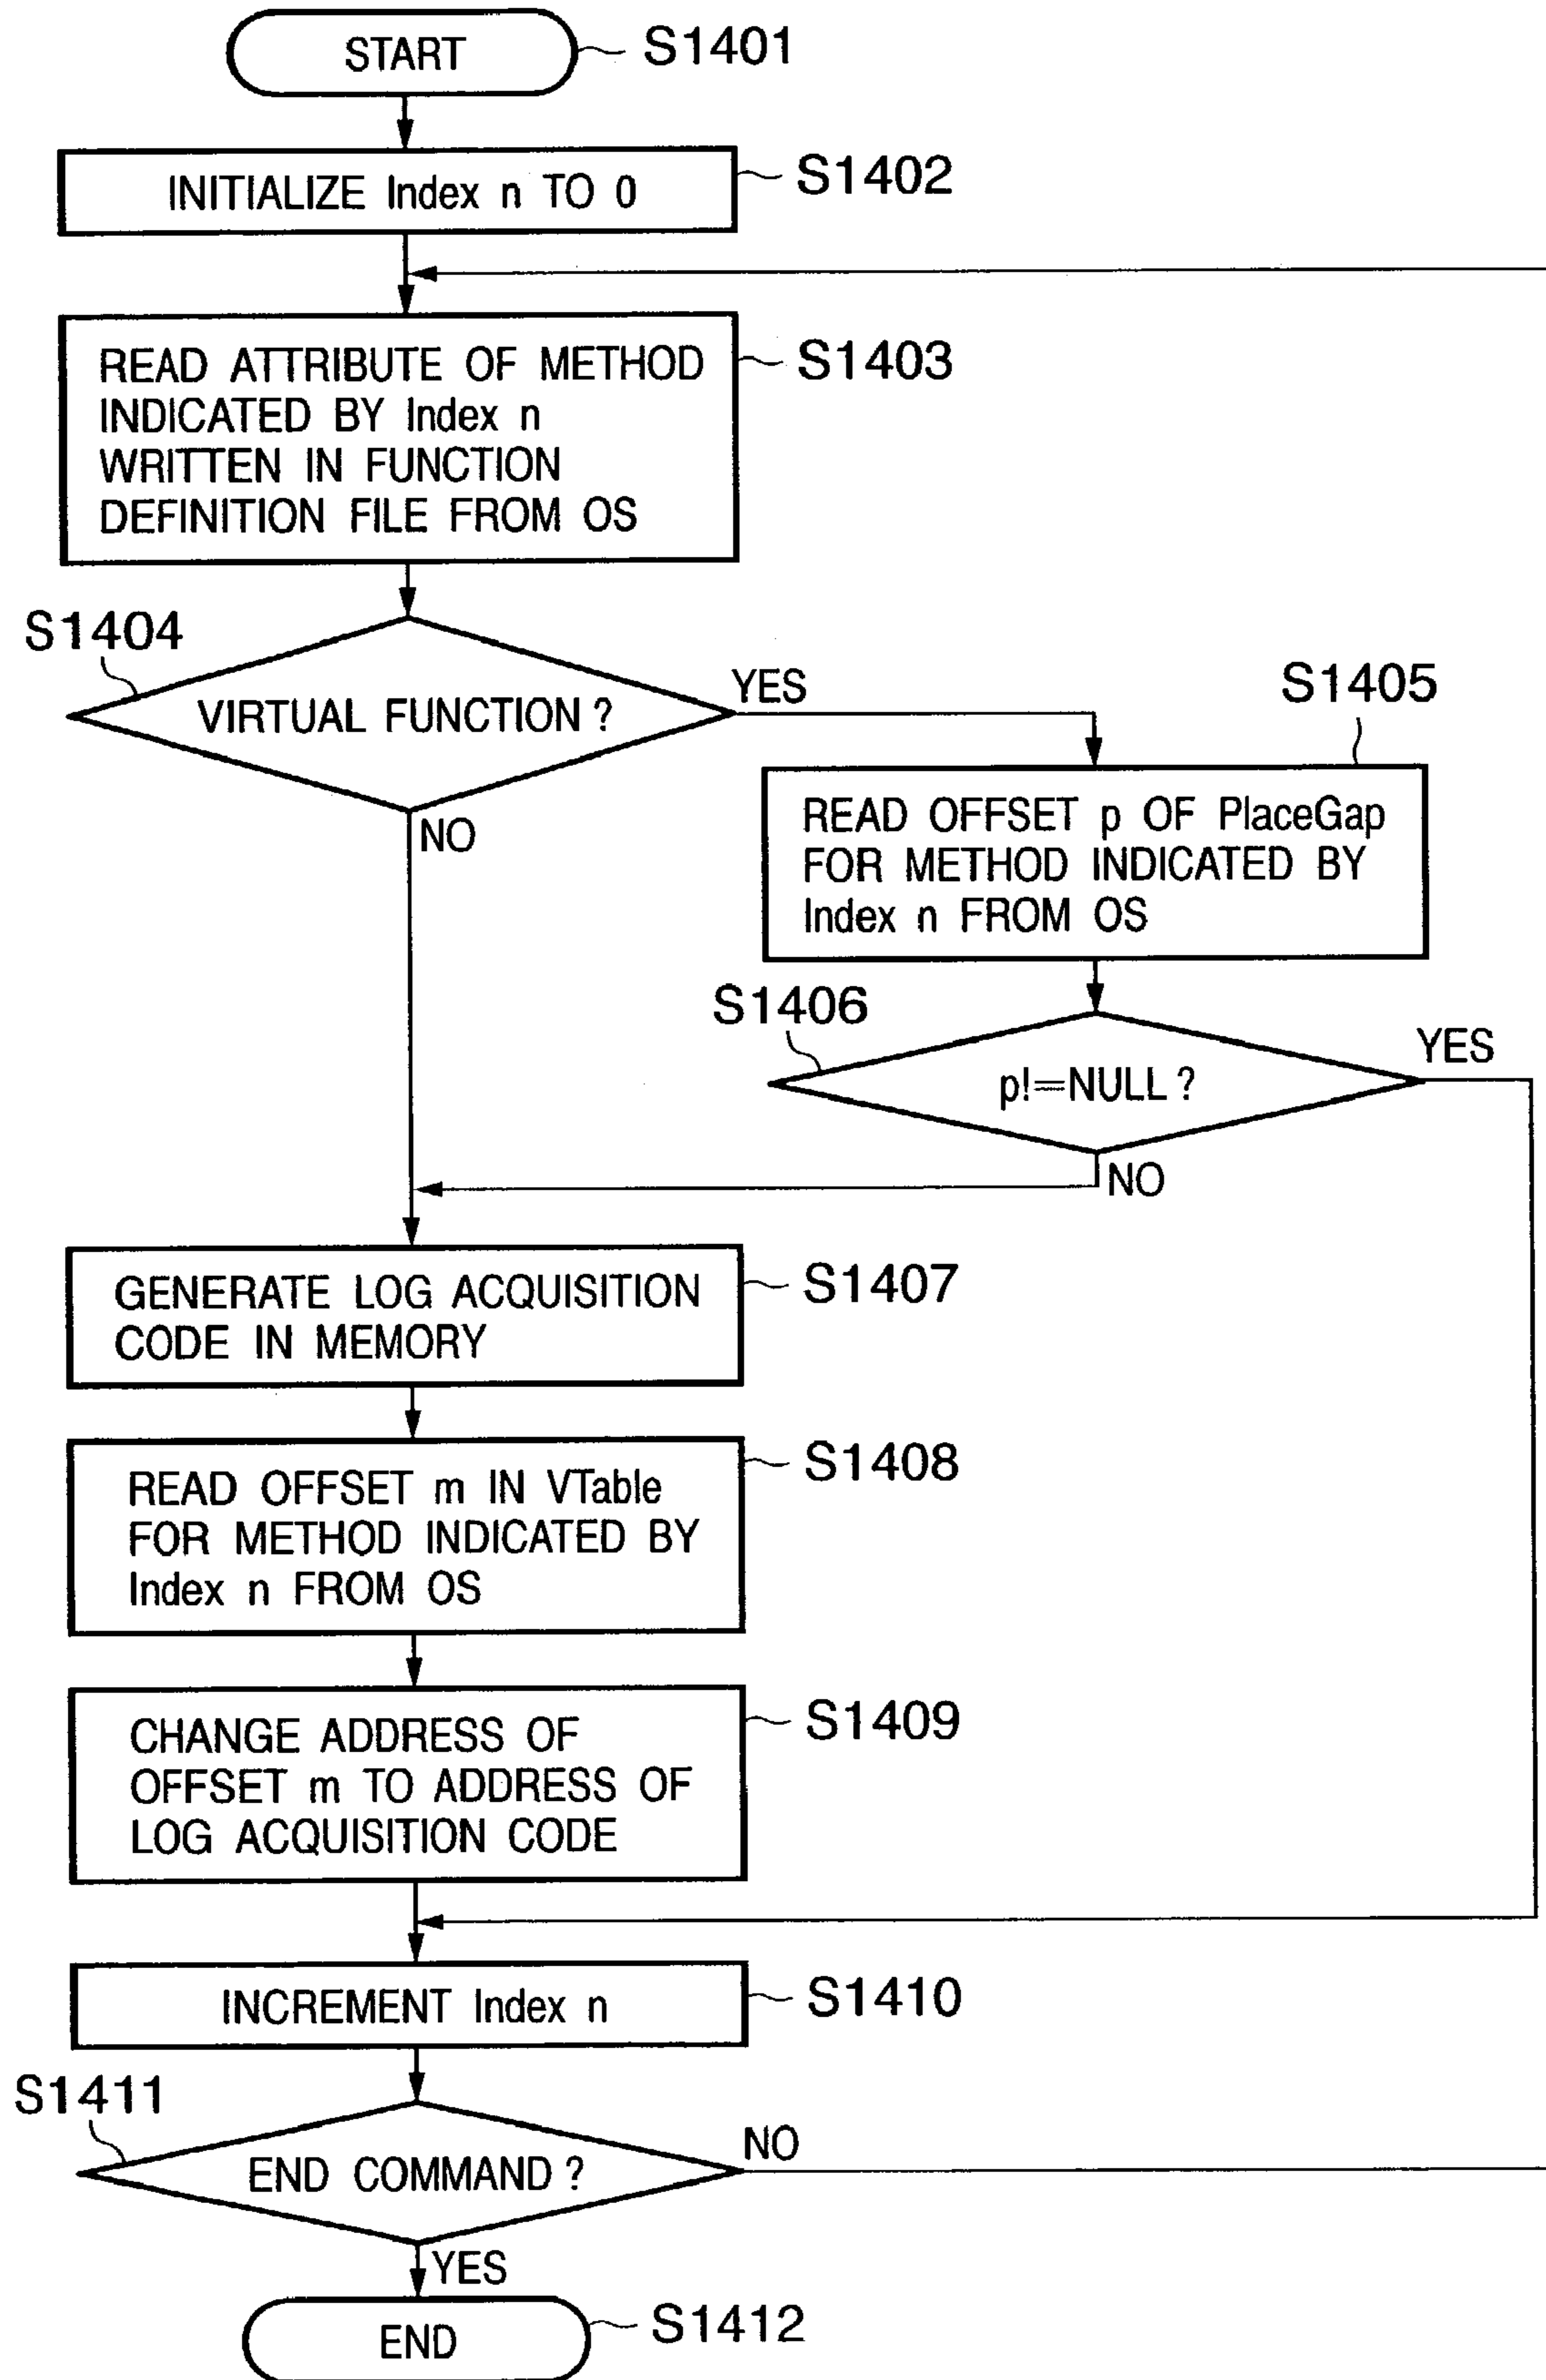 START
S1401
INITIALIZE Index n TO 0
S1402
READ ATTRIBUTE OF METHOD
INDICATED BY Index n
WRITTEN IN FUNCTION
DEFINITION FILE FROM OS
S1403
S1404
VIRTUAL FUNCTION ?
YES
NO
S1405
READ OFFSET p OF PlaceGap
FOR METHOD INDICATED BY
Index n FROM OS
S1406
p!=NULL ?
YES
NO
GENERATE LOG ACQUISITION
CODE IN MEMORY
S1407
READ OFFSET m IN VTable
FOR METHOD INDICATED BY
Index n FROM OS
S1408
CHANGE ADDRESS OF
OFFSET m TO ADDRESS OF
LOG ACQUISITION CODE
S1409
INCREMENT Index n
S1410
S1411
END COMMAND ?
NO
YES
END
S1412